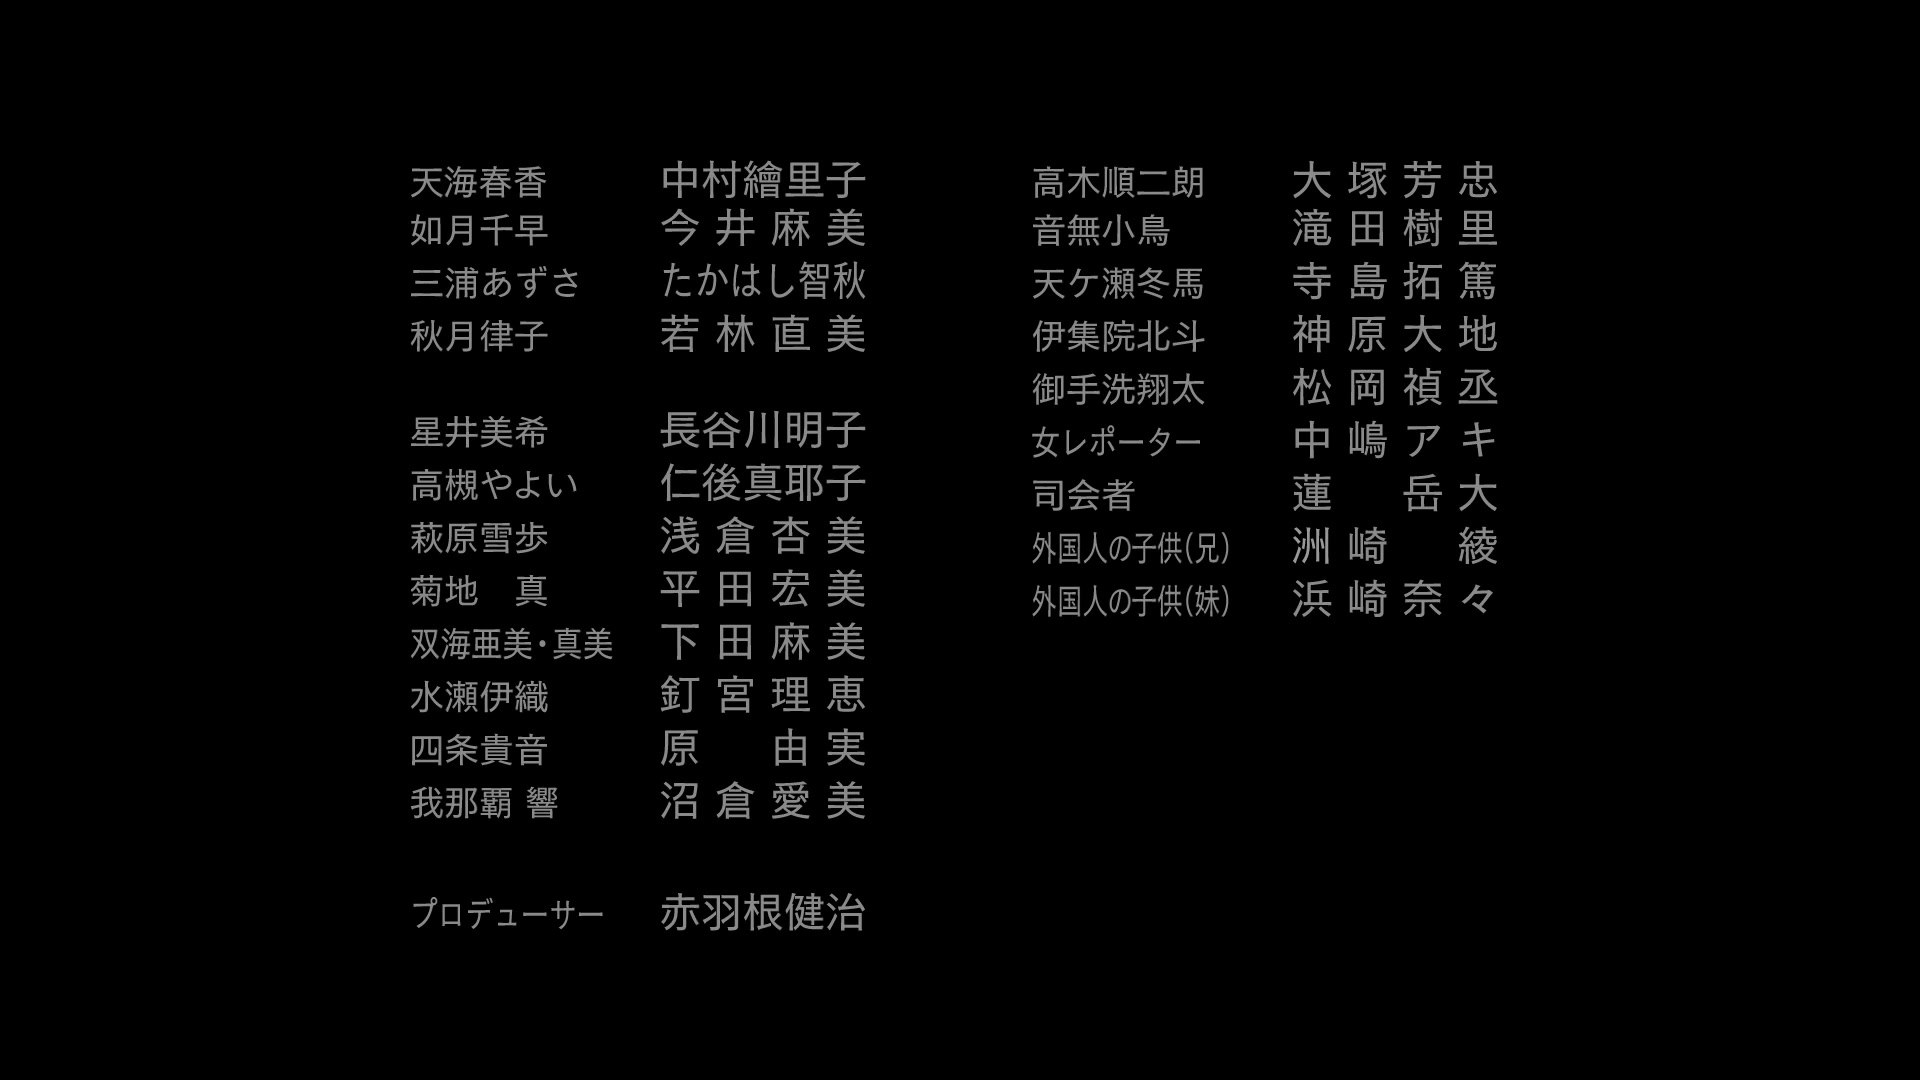 天海春香 中村繪里子
如月千早 今井麻美
三浦あずさ たかはし智秋
秋月律子 若林直美
星井美希 長谷川明子
高槻やよい 仁後真耶子
萩原雪歩 浅倉杏美
菊地 真 平田宏美
双海亜美・真美 下田麻美
水瀬伊織 釘宮理恵
四条貴音 原 由実
我那覇 響 沼倉愛美
プロデューサー 赤羽根健治
高木順二朗 大塚芳忠
音無小鳥 滝田樹里
天ケ瀬冬馬 寺島拓篤
伊集院北斗 神原大地
御手洗翔太 松岡禎丞
女レポーター 中嶋アキ
司会者 蓮 岳大
外国人の子供(兄) 洲崎 綾
外国人の子供(妹) 浜崎奈々